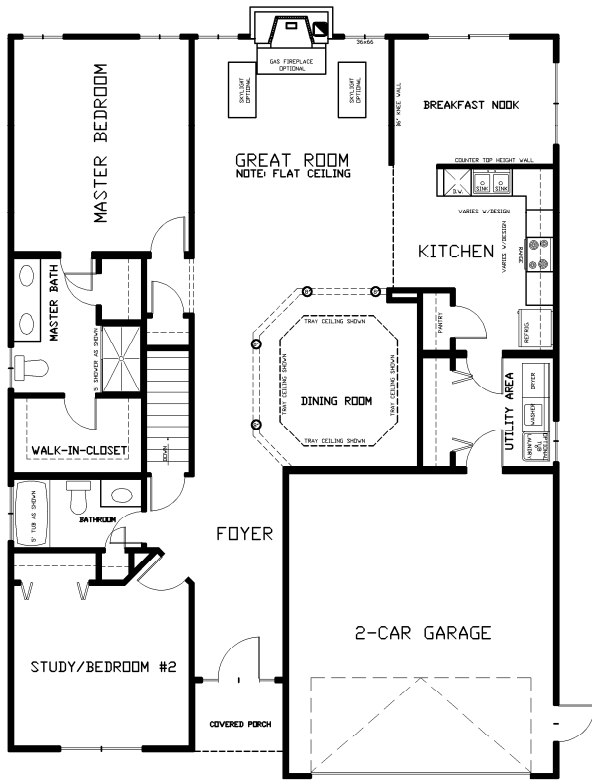 36x66
GAS FIREPLACE
OPTIONAL
SKYLIGHT
OPTIONAL
SKYLIGHT
OPTIONAL
MASTER BEDROOM
36" KNEE WALL
BREAKFAST NOOK
GREAT ROOM
NOTE: FLAT CEILING
COUNTER TOP HEIGHT WALL
D.W.
SINK
SINK
VARIES W/DESIGN
VARIES W/DESIGN
RANGE
KITCHEN
MASTER BATH
PANTRY
REFRIG.
5' SHOWER AS SHOWN
TRAY CEILING SHOWN
TRAY CEILING SHOWN
TRAY CEILING SHOWN
DINING ROOM
TRAY CEILING SHOWN
UTILITY AREA
DRYER
WASHER
OPTIONAL
LAUNDRY
TUB
WALK-IN-CLOSET
DOWN
5' TUB AS SHOWN
BATHROOM
FOYER
2-CAR GARAGE
STUDY/BEDROOM #2
COVERED PORCH